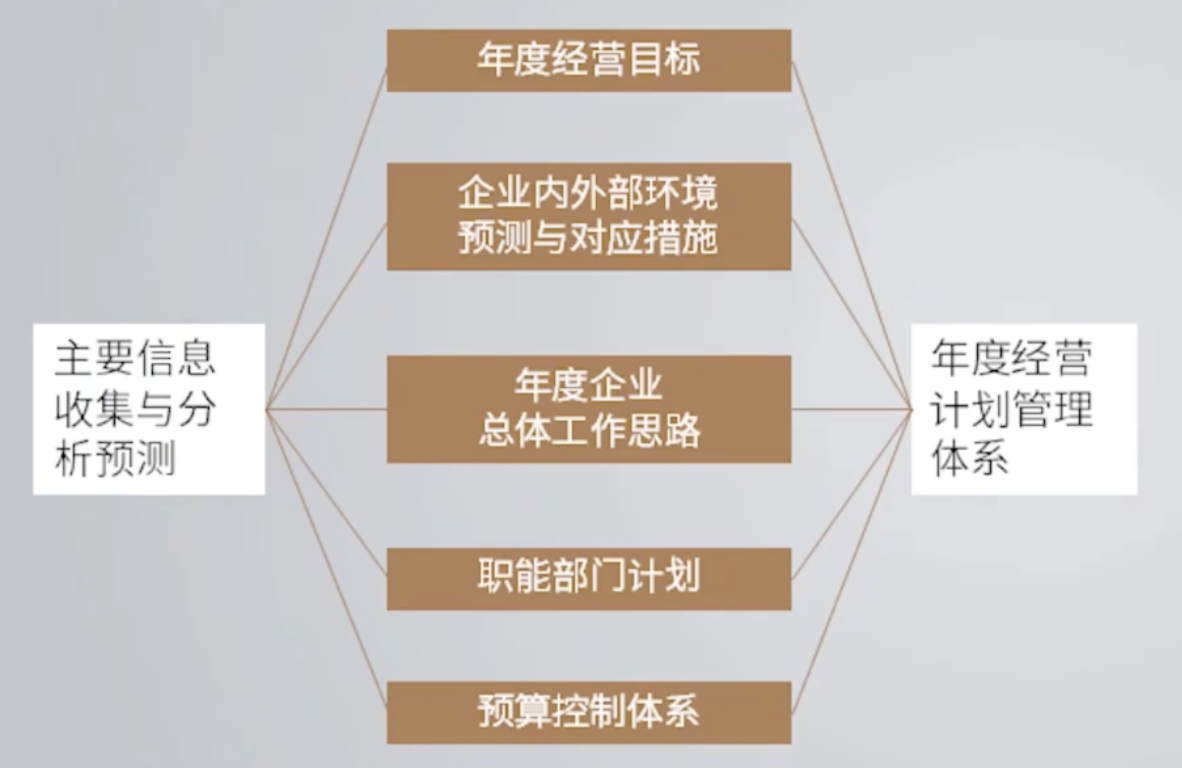 年度经营目标
企业内外部环境
预测与对应措施
主要信息
收集与分
析预测
年度企业
总体工作思路
年度经营
计划管理
体系
职能部门计划
预算控制体系